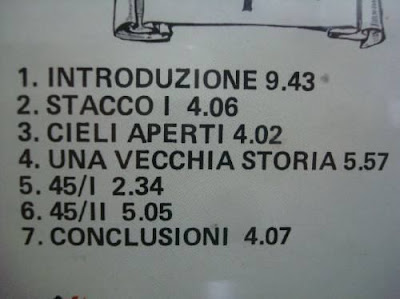 1. INTRODUZIONE 9.43
2. STACCO I 4.06
3. CIELI APERTI 4.02
4. UNA VECCHIA STORIA 5.57
5. 45/I 2.34
6. 45/II 5.05
7. CONCLUSIONI 4.07